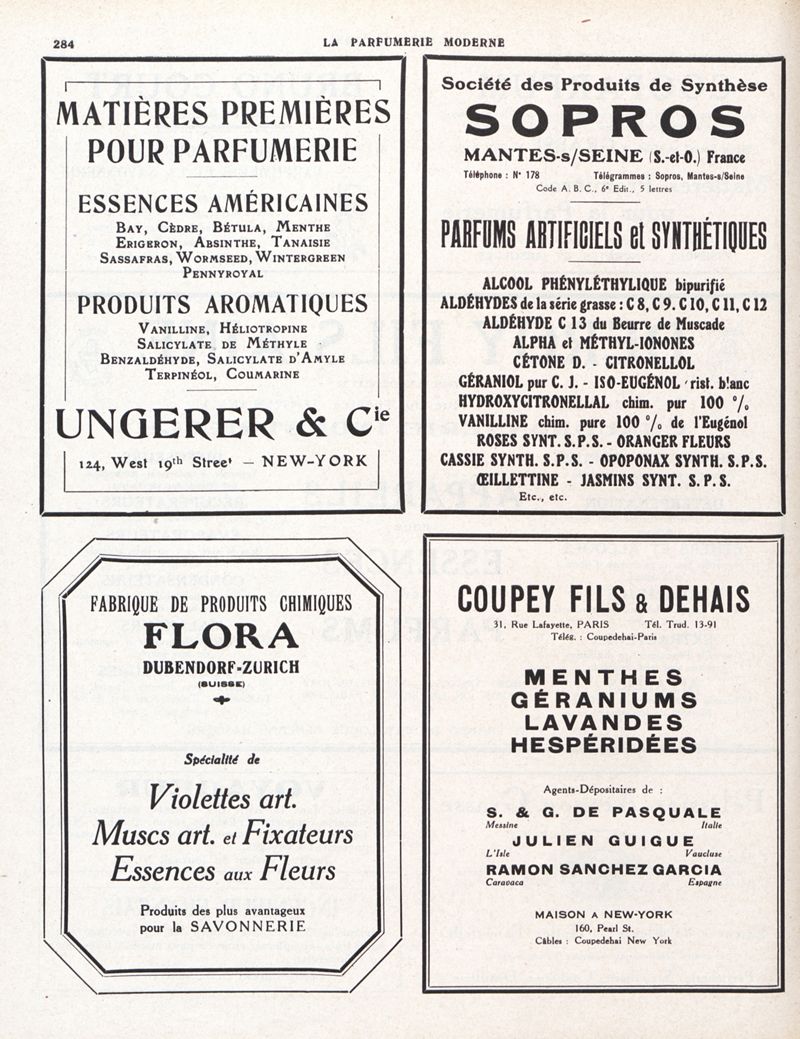 284
LA PARFUMERIE MODERNE
MATIÈRES PREMIÈRES
POUR PARFUMERIE
ESSENCES AMÉRICAINES
BAY, CÈDRE, BÉTULA, MENTHE
ERIGERON, ABSINTHE, TANAISIE
SASSAFRAS, WORMSEED, WINTERGREEN
PENNYROYAL
PRODUITS AROMATIQUES
VANILLINE, HÉLIOTROPINE
SALICYLATE DE MÉTHYLE
BENZALDÉHYDE, SALICYLATE D'AMYLE
TERPINÉOL, COUMARINE
UNGERER & Cie
124, West 19th Street — NEW-YORK
Société des Produits de Synthèse
SOPROS
MANTES-s/SEINE (S.-et-O.) France
Téléphone : N° 178 Télégrammes : Sopros, Mantes-s/Seine
Code A. B. C., 6e Edit., 5 lettres
PARFUMS ARTIFICIELS et SYNTHÉTIQUES
ALCOOL PHÉNYLÉTHYLIQUE bipurifié
ALDÉHYDES de la série grasse : C 8, C 9. C 10, C 11, C 12
ALDÉHYDE C 13 du Beurre de Muscade
ALPHA et MÉTHYL-IONONES
CÉTONE D. - CITRONELLOL
GÉRANIOL pur C. J. - ISO-EUGÉNOL rist. blanc
HYDROXYCITRONELLAL chim. pur 100 %
VANILLINE chim. pure 100 % de l'Eugénol
ROSES SYNT. S.P.S. - ORANGER FLEURS
CASSIE SYNTH. S.P.S. - OPOPONAX SYNTH. S.P.S.
ŒILLETTINE - JASMINS SYNT. S.P.S.
Etc., etc.
FABRIQUE DE PRODUITS CHIMIQUES
FLORA
DUBENDORF-ZURICH
(SUISSE)
Spécialité de
Violettes art.
Muscs art. et Fixateurs
Essences aux Fleurs
Produits des plus avantageux
pour la SAVONNERIE
COUPEY FILS & DEHAIS
31, Rue Lafayette, PARIS Tél. Trud. 13-91
Télég. : Coupedehai-Paris
MENTHES
GÉRANIUMS
LAVANDES
HESPÉRIDÉES
Agents-Dépositaires de :
S. & G. DE PASQUALE
Messine Italie
JULIEN GUIGUE
L'Isle Vaucluse
RAMON SANCHEZ GARCIA
Caravaca Espagne
MAISON A NEW-YORK
160, Pearl St.
Câbles : Coupedehai New York